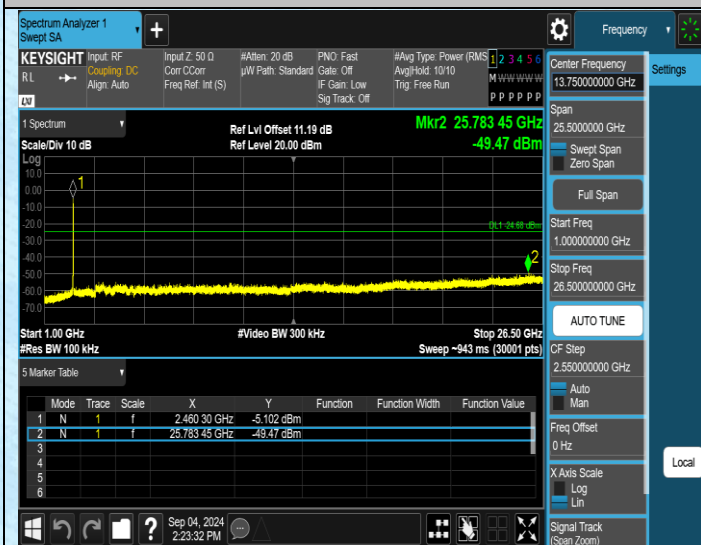 Spectrum Analyzer 1
Swept SA
+
Frequency
KEYSIGHT
R L
LXI
Input: RF
Coupling: DC
Align: Auto
Input Z: 50 Ω
Corr CCorr
Freq Ref: Int (S)
#Atten: 20 dB
µW Path: Standard
PNO: Fast
Gate: Off
IF Gain: Low
Sig Track: Off
#Avg Type: Power (RMS
Avg|Hold: 10/10
Trig: Free Run
1 2 3 4 5 6
M W W W W W
P P P P P P
1 Spectrum
Scale/Div 10 dB
Ref Lvl Offset 11.19 dB
Ref Level 20.00 dBm
Mkr2 25.783 45 GHz
-49.47 dBm
Log
10.0
0.00
-10.0
-20.0
-30.0
-40.0
-50.0
-60.0
-70.0
1
DL1 -24.68 dBm
2
Start 1.00 GHz
#Res BW 100 kHz
#Video BW 300 kHz
Stop 26.50 GHz
Sweep ~943 ms (30001 pts)
5 Marker Table
Mode Trace Scale X Y Function Function Width Function Value
1 N 1 f 2.460 30 GHz -5.102 dBm
2 N 1 f 25.783 45 GHz -49.47 dBm
3
4
5
6
Sep 04, 2024
2:23:32 PM
?
Center Frequency
13.750000000 GHz
Settings
Span
25.5000000 GHz
Swept Span
Zero Span
Full Span
Start Freq
1.000000000 GHz
Stop Freq
26.500000000 GHz
AUTO TUNE
CF Step
2.550000000 GHz
Auto
Man
Freq Offset
0 Hz
Local
X Axis Scale
Log
Lin
Signal Track
(Span Zoom)